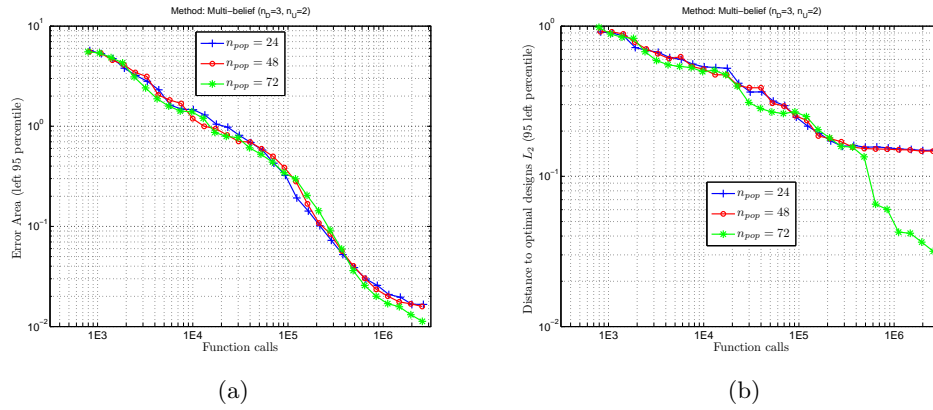 Method: Multi-belief (n_D=3, n_U=2)
Error Area (left 95 percentile)
10^1
10^0
10^-1
10^-2
n_pop = 24
n_pop = 48
n_pop = 72
1E3 1E4 1E5 1E6
Function calls
(a)
Method: Multi-belief (n_D=3, n_U=2)
Distance to optimal designs L_2 (95 left percentile)
10^0
10^-1
10^-2
n_pop = 24
n_pop = 48
n_pop = 72
1E3 1E4 1E5 1E6
Function calls
(b)